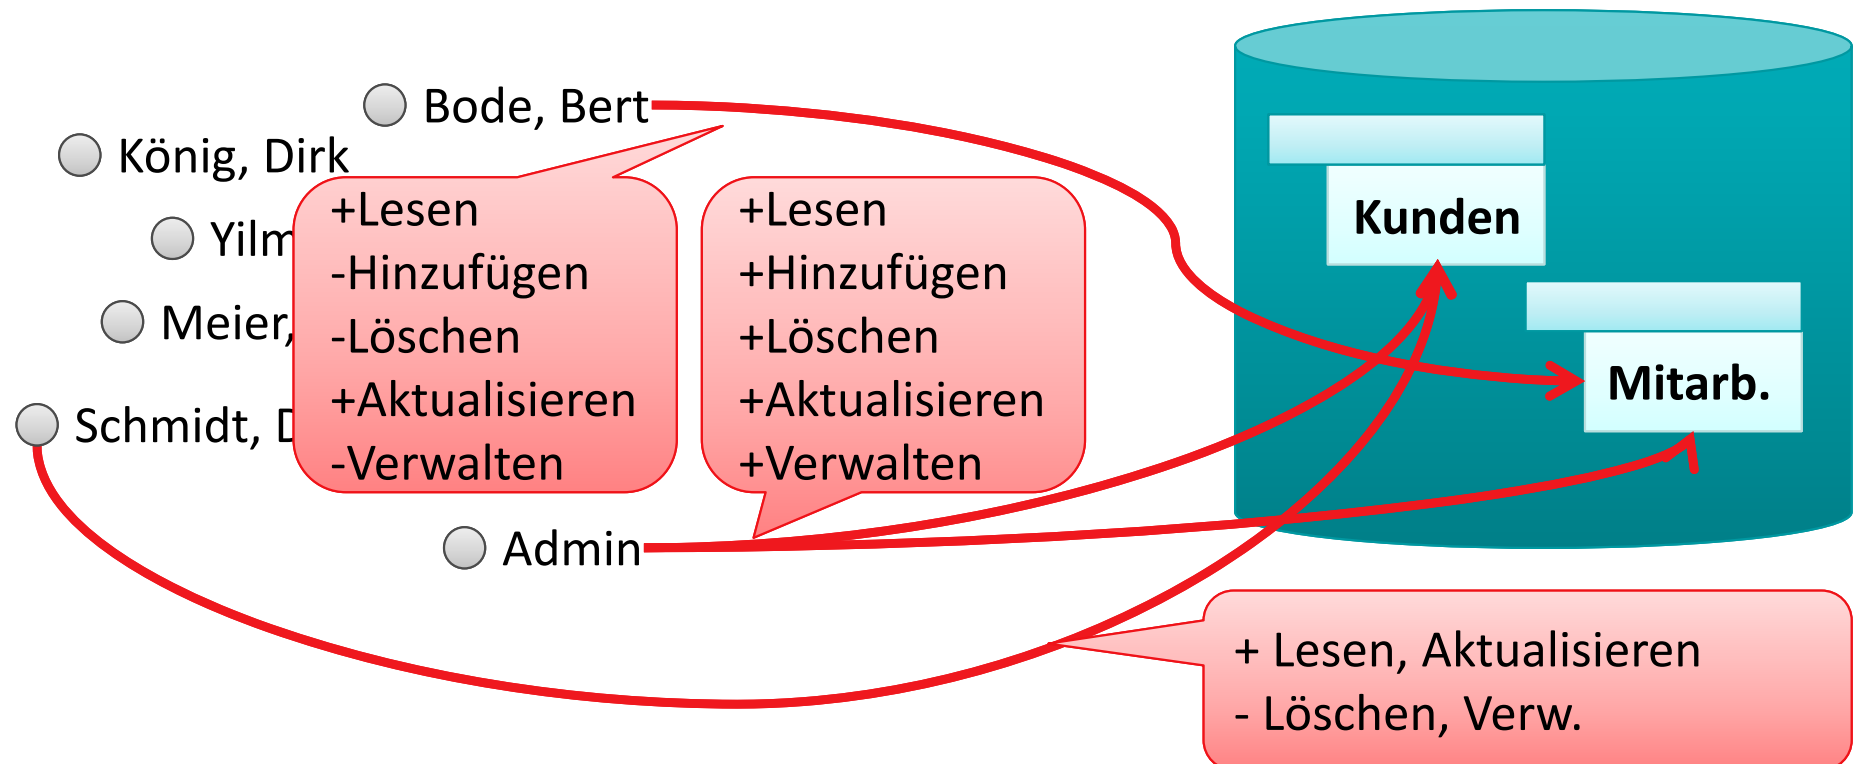 Bode, Bert
König, Dirk
Meier,
Schmidt,
Admin
+Lesen
-Hinzufügen
-Löschen
+Aktualisieren
-Verwalten
+Lesen
+Hinzufügen
+Löschen
+Aktualisieren
+Verwalten
Kunden
Mitarb.
+ Lesen, Aktualisieren
- Löschen, Verw.